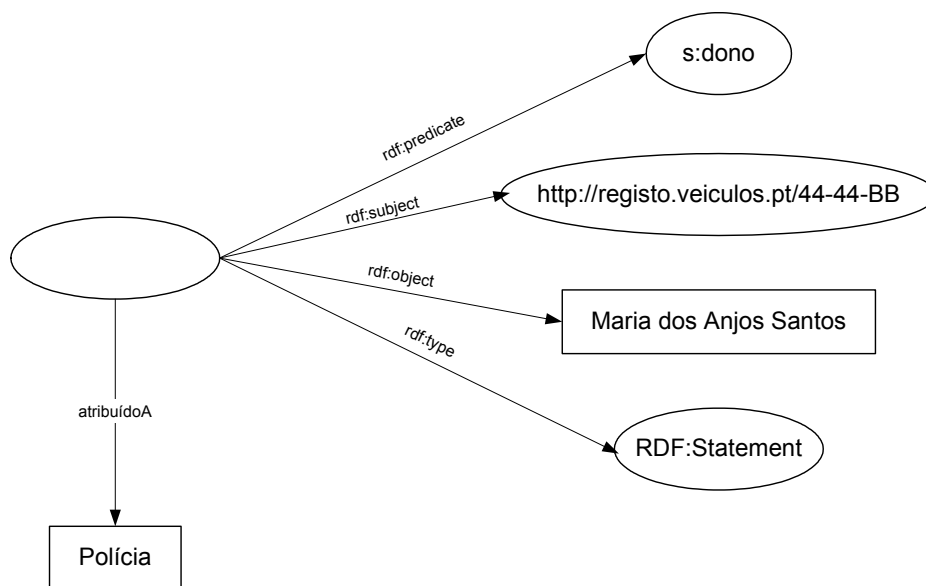 s:dono
rdf:predicate
http://registo.veiculos.pt/44-44-BB
rdf:subject
rdf:object
Maria dos Anjos Santos
rdf:type
atribuídoA
RDF:Statement
Polícia